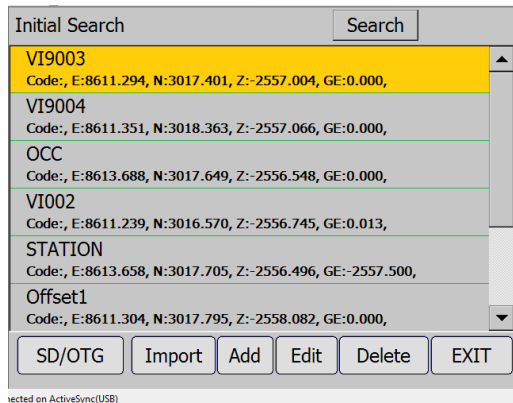 Initial Search Search
VI9003
Code:, E:8611.294, N:3017.401, Z:-2557.004, GE:0.000,
VI9004
Code:, E:8611.351, N:3018.363, Z:-2557.066, GE:0.000,
OCC
Code:, E:8613.688, N:3017.649, Z:-2556.548, GE:0.000,
VI002
Code:, E:8611.239, N:3016.570, Z:-2556.745, GE:0.013,
STATION
Code:, E:8613.658, N:3017.705, Z:-2556.496, GE:-2557.500,
Offset1
Code:, E:8611.304, N:3017.795, Z:-2558.082, GE:0.000,
SD/OTG Import Add Edit Delete EXIT
nected on ActiveSync(USB)